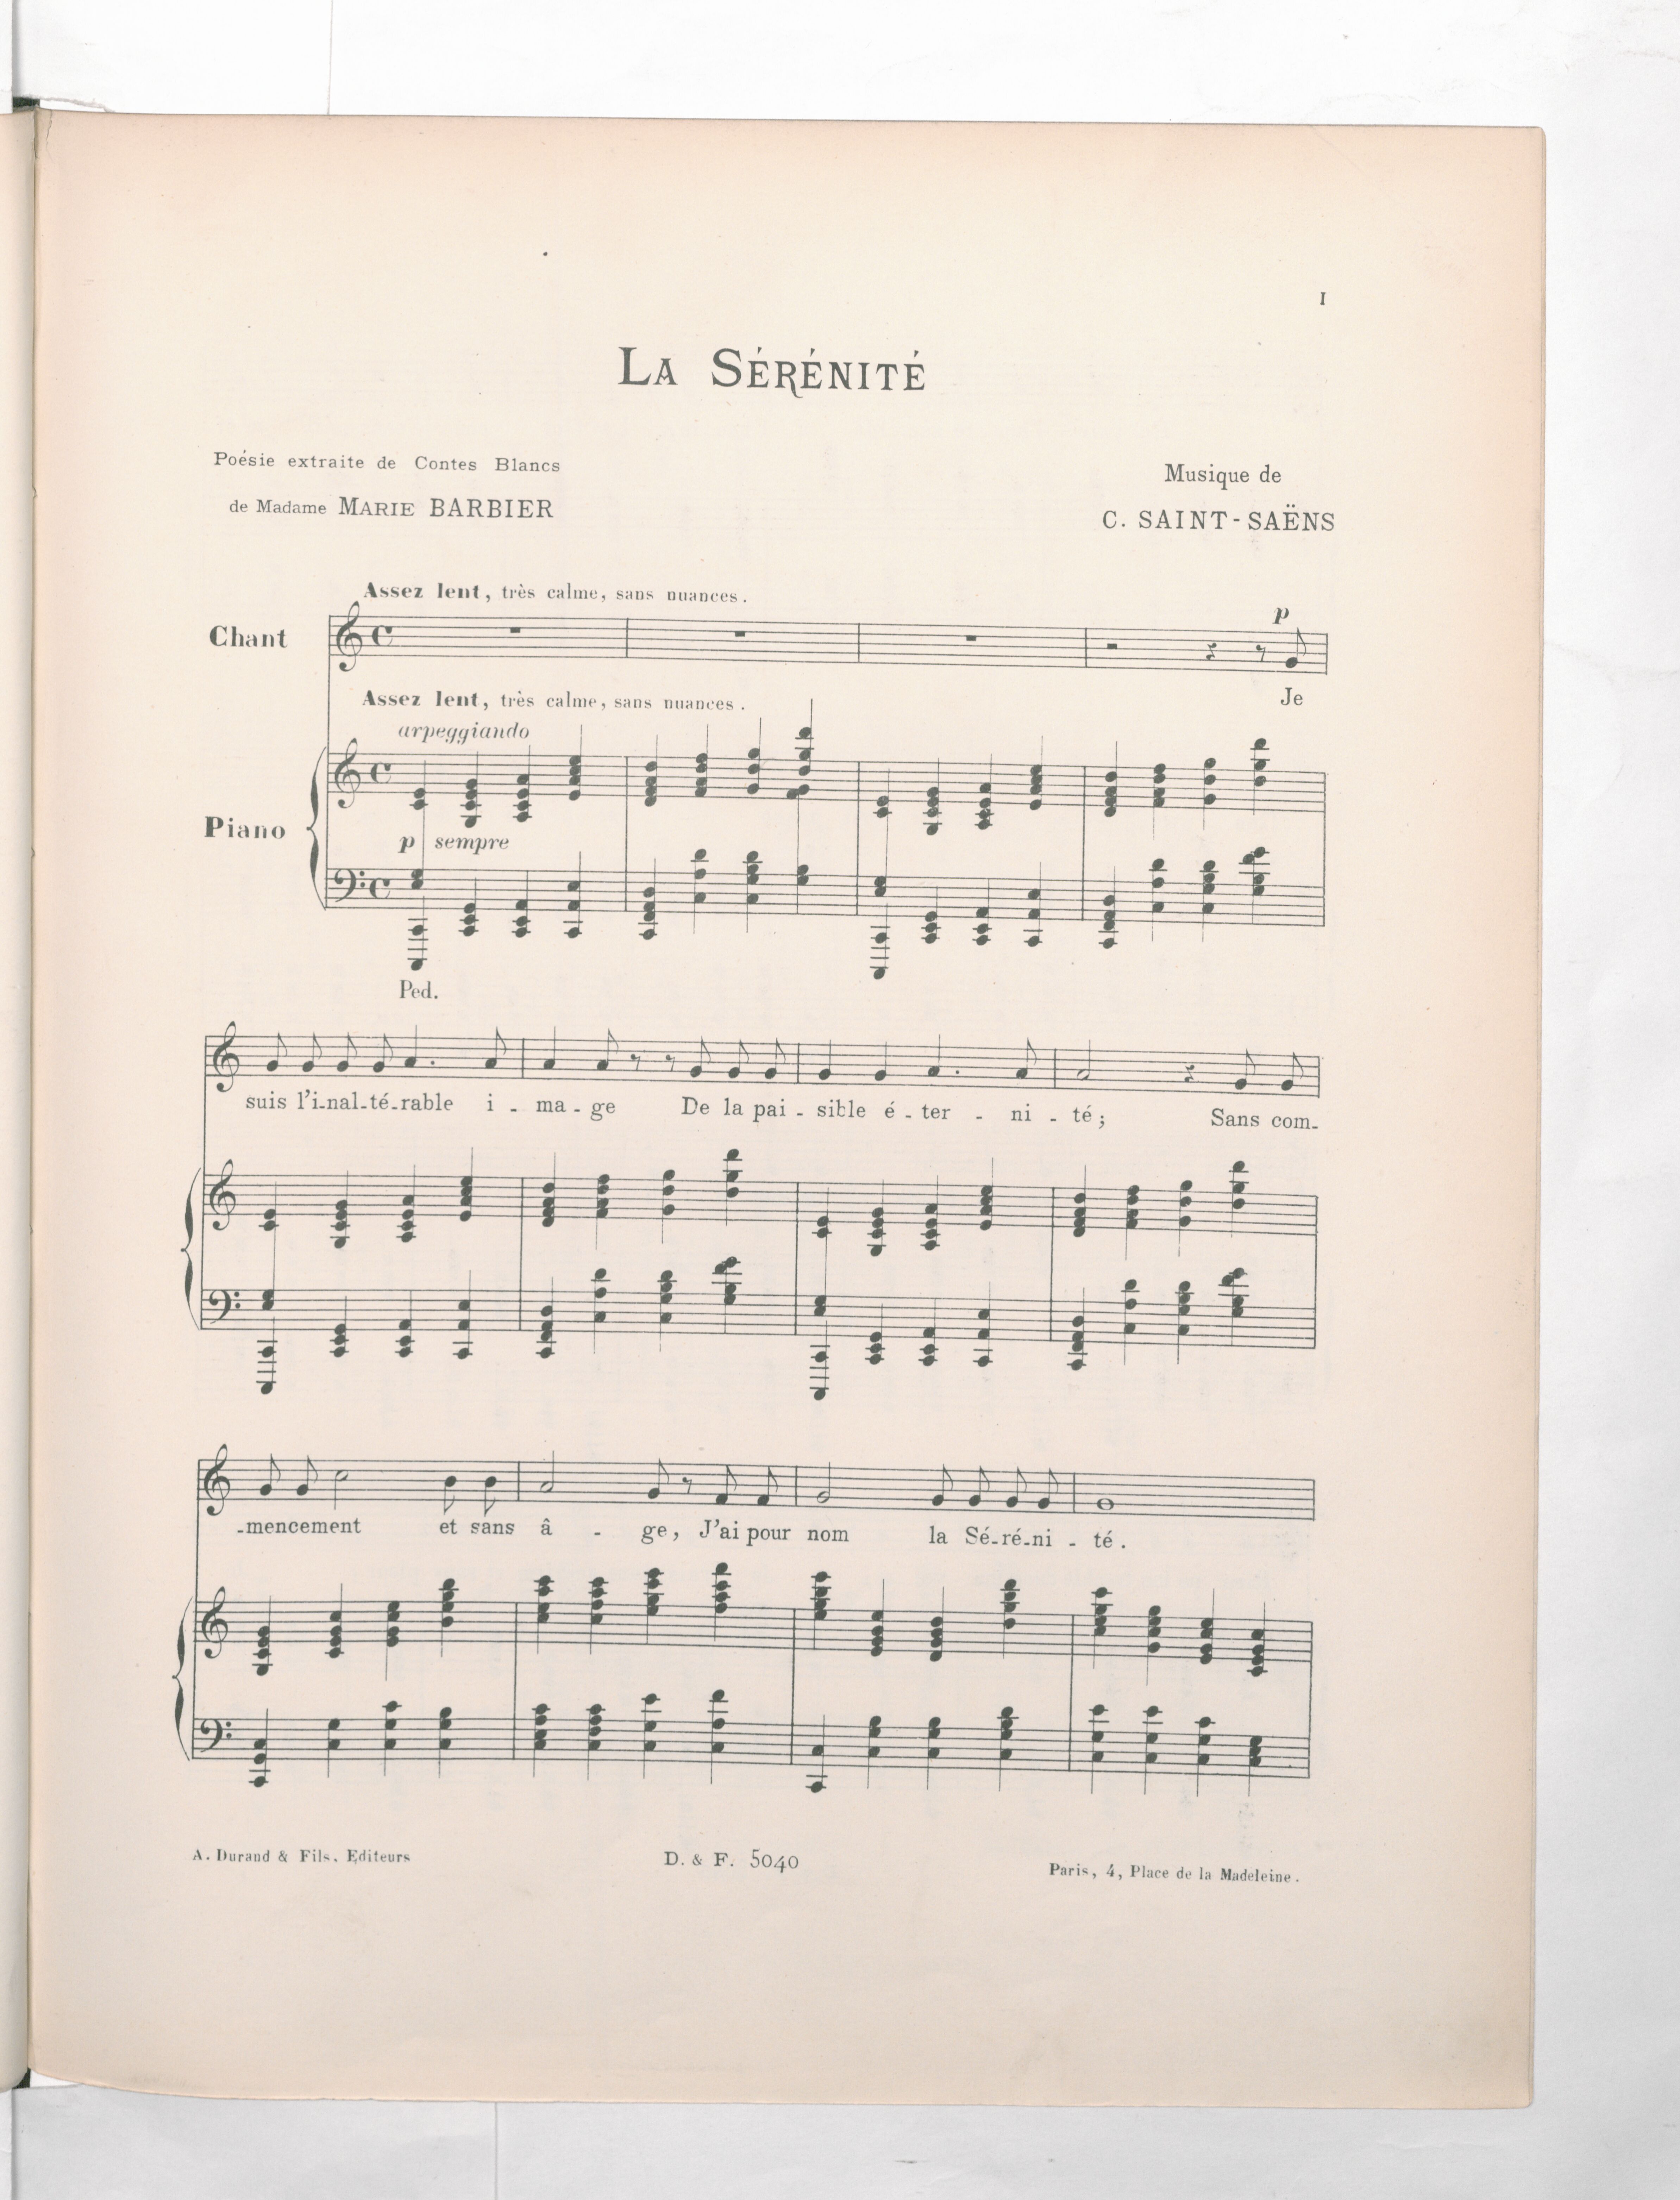 I
LA SÉRÉNITÉ
Poésie extraite de Contes Blancs
de Madame MARIE BARBIER
Musique de
C. SAINT-SAËNS
Assez lent, très calme, sans nuances.
Chant
p
Je
Assez lent, très calme, sans nuances.
arpeggiando
Piano
p sempre
Ped.
suis l'i-nal-té-rable i - ma - ge De la pai - sible é - ter - ni - té; Sans com-
-mencement et sans â - ge, J'ai pour nom la Sé-ré-ni - té.
A. Durand & Fils, Editeurs
D. & F. 5040
Paris, 4, Place de la Madeleine.